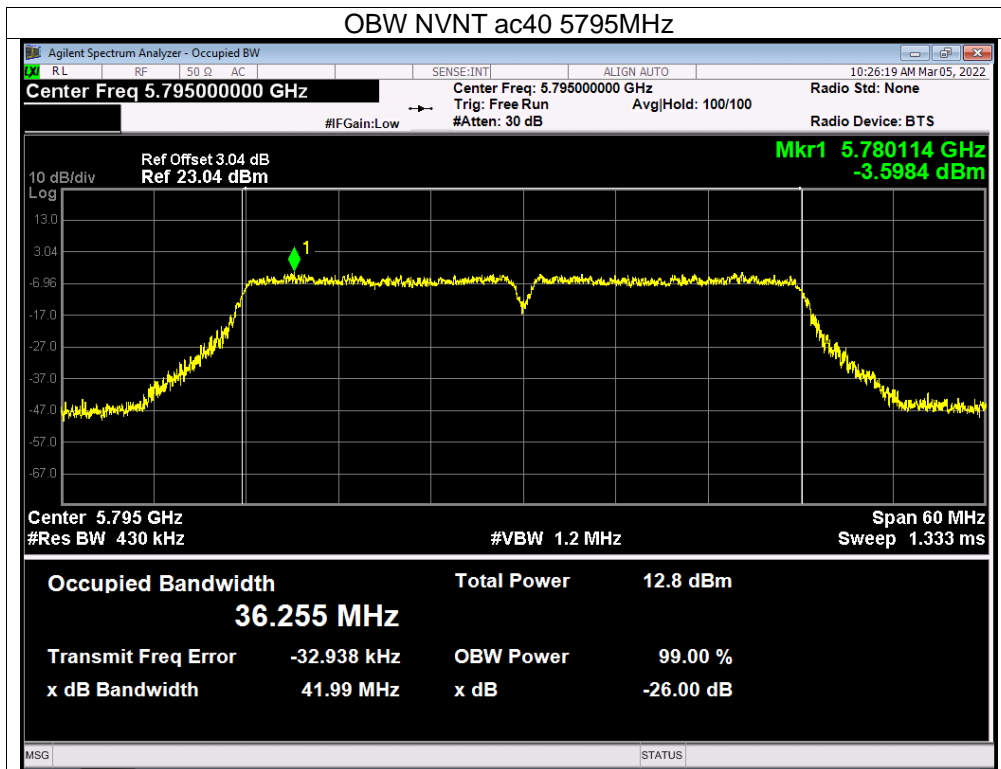 OBW NVNT ac40 5795MHz
Agilent Spectrum Analyzer - Occupied BW
LXI RL RF 50 Ω AC SENSE:INT ALIGN AUTO 10:26:19 AM Mar 05, 2022
Center Freq 5.795000000 GHz Center Freq: 5.795000000 GHz Radio Std: None
Trig: Free Run Avg|Hold: 100/100
#IFGain:Low #Atten: 30 dB Radio Device: BTS
Mkr1 5.780114 GHz
-3.5984 dBm
Ref Offset 3.04 dB
10 dB/div Ref 23.04 dBm
Log
13.0
3.04
-6.96
-17.0
-27.0
-37.0
-47.0
-57.0
-67.0
1
Center 5.795 GHz Span 60 MHz
#Res BW 430 kHz #VBW 1.2 MHz Sweep 1.333 ms
Occupied Bandwidth Total Power 12.8 dBm
36.255 MHz
Transmit Freq Error -32.938 kHz OBW Power 99.00 %
x dB Bandwidth 41.99 MHz x dB -26.00 dB
MSG STATUS